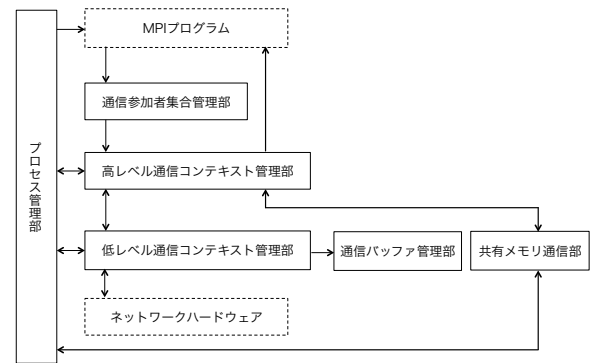 MPIプログラム
通信参加者集合管理部
プロセス管理部
高レベル通信コンテキスト管理部
低レベル通信コンテキスト管理部
通信バッファ管理部
共有メモリ通信部
ネットワークハードウェア